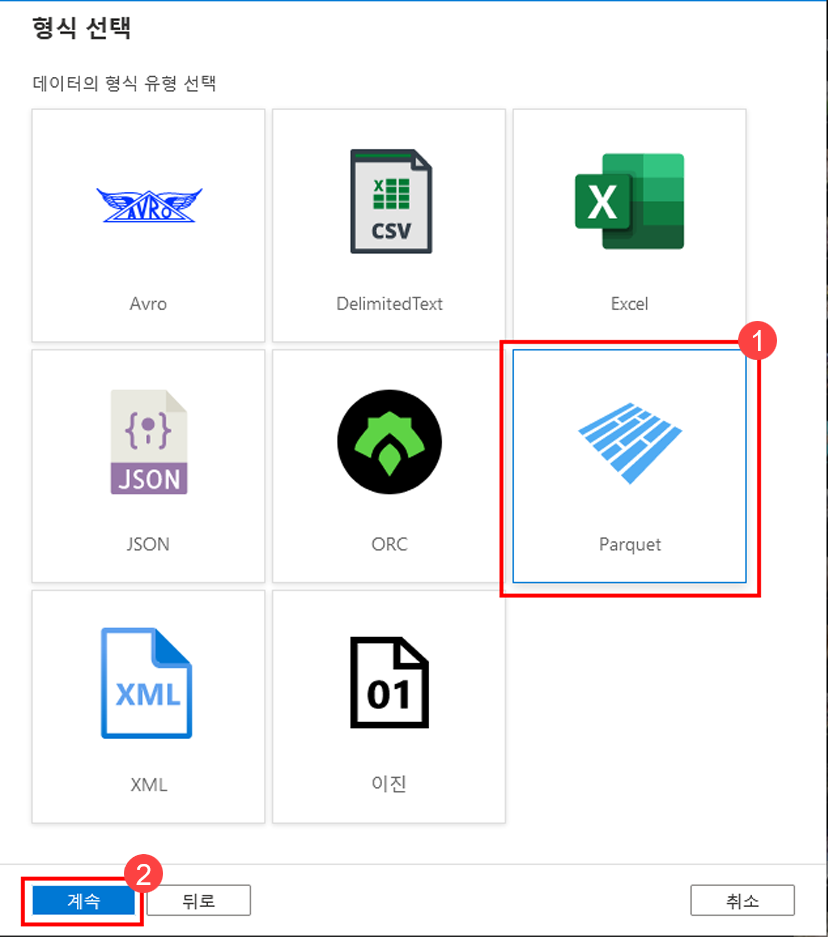 형식 선택
데이터의 형식 유형 선택
AVRO
X
CSV
X
Avro
DelimitedText
Excel
1
{:}
JSON
JSON
ORC
Parquet
XML
01
XML
이진
2
계속
뒤로
취소